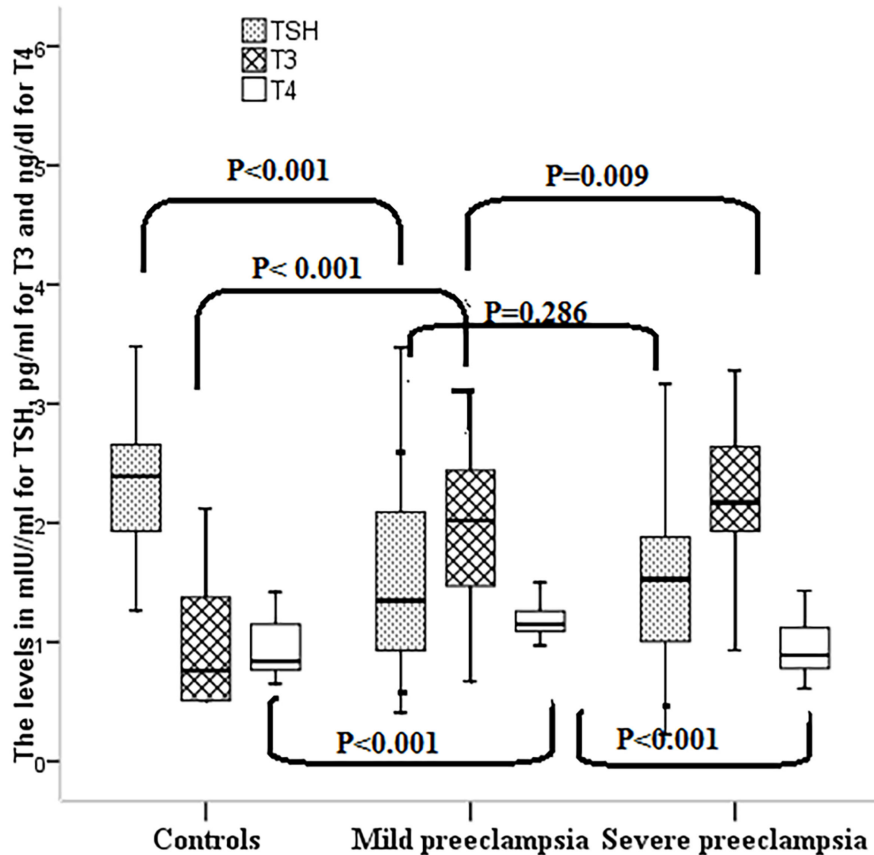 The levels in mIU//ml for TSH, pg/ml for T3 and ng/dl for T4
TSH
T3
T4
6
5
4
3
2
1
0
P<0.001
P=0.009
P< 0.001
P=0.286
P<0.001
P<0.001
Controls Mild preeclampsia Severe preeclampsia